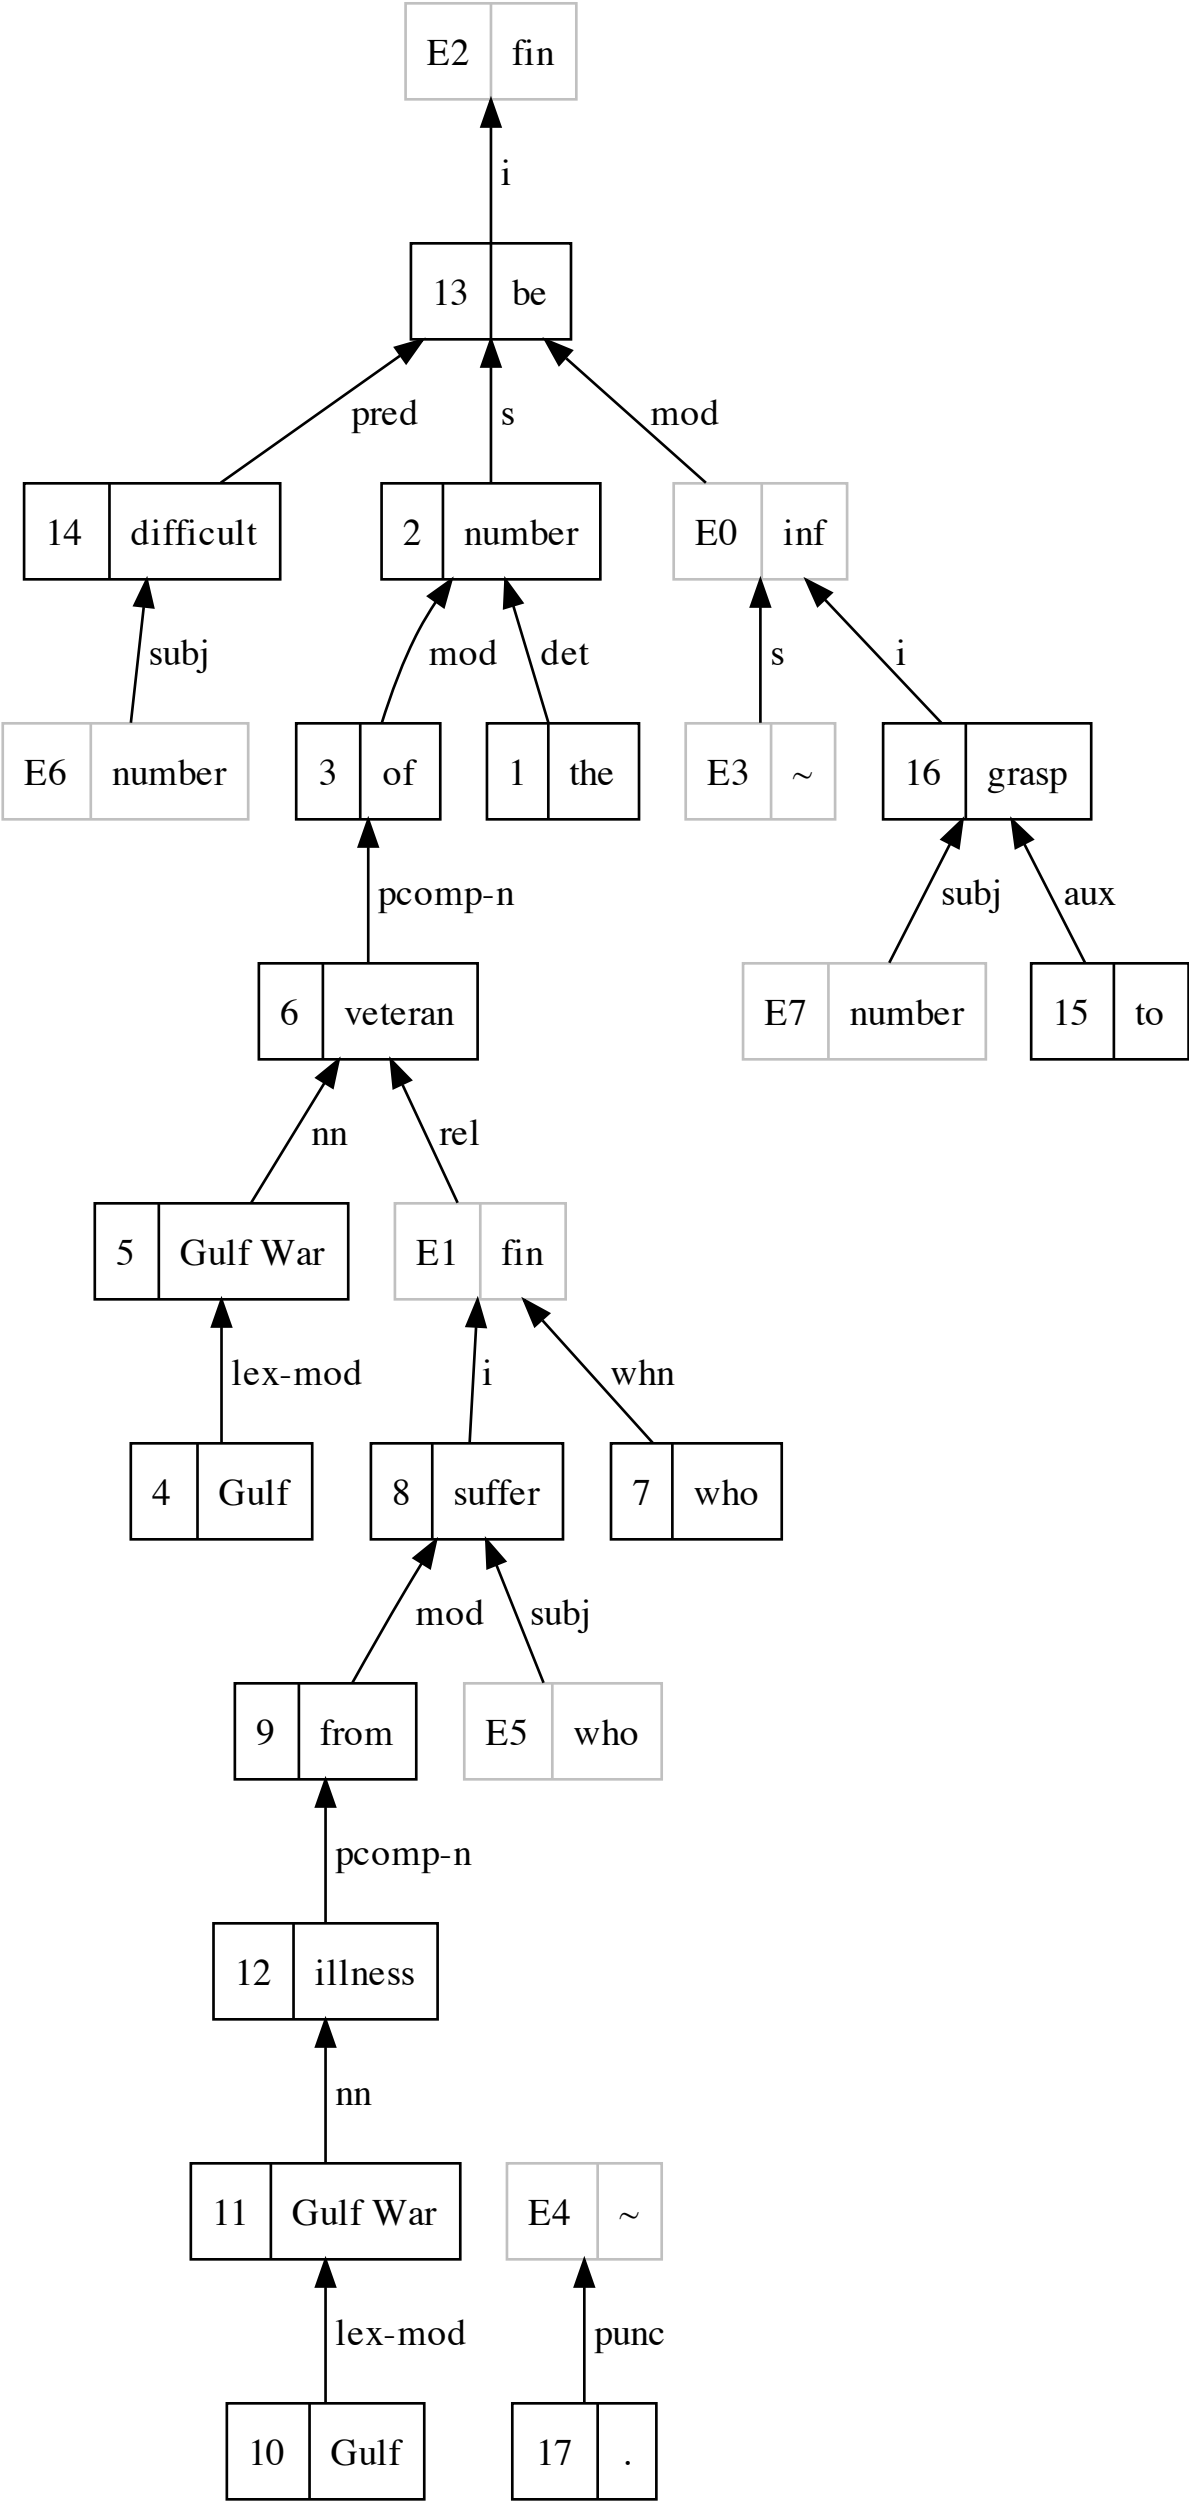 E2 fin
i
13 be
pred s mod
14 difficult 2 number E0 inf
subj mod det s i
E6 number 3 of 1 the E3 ~ 16 grasp
pcomp-n subj aux
6 veteran E7 number 15 to
nn rel
5 Gulf War E1 fin
lex-mod i whn
4 Gulf 8 suffer 7 who
mod subj
9 from E5 who
pcomp-n
12 illness
nn
11 Gulf War E4 ~
lex-mod punc
10 Gulf 17 .